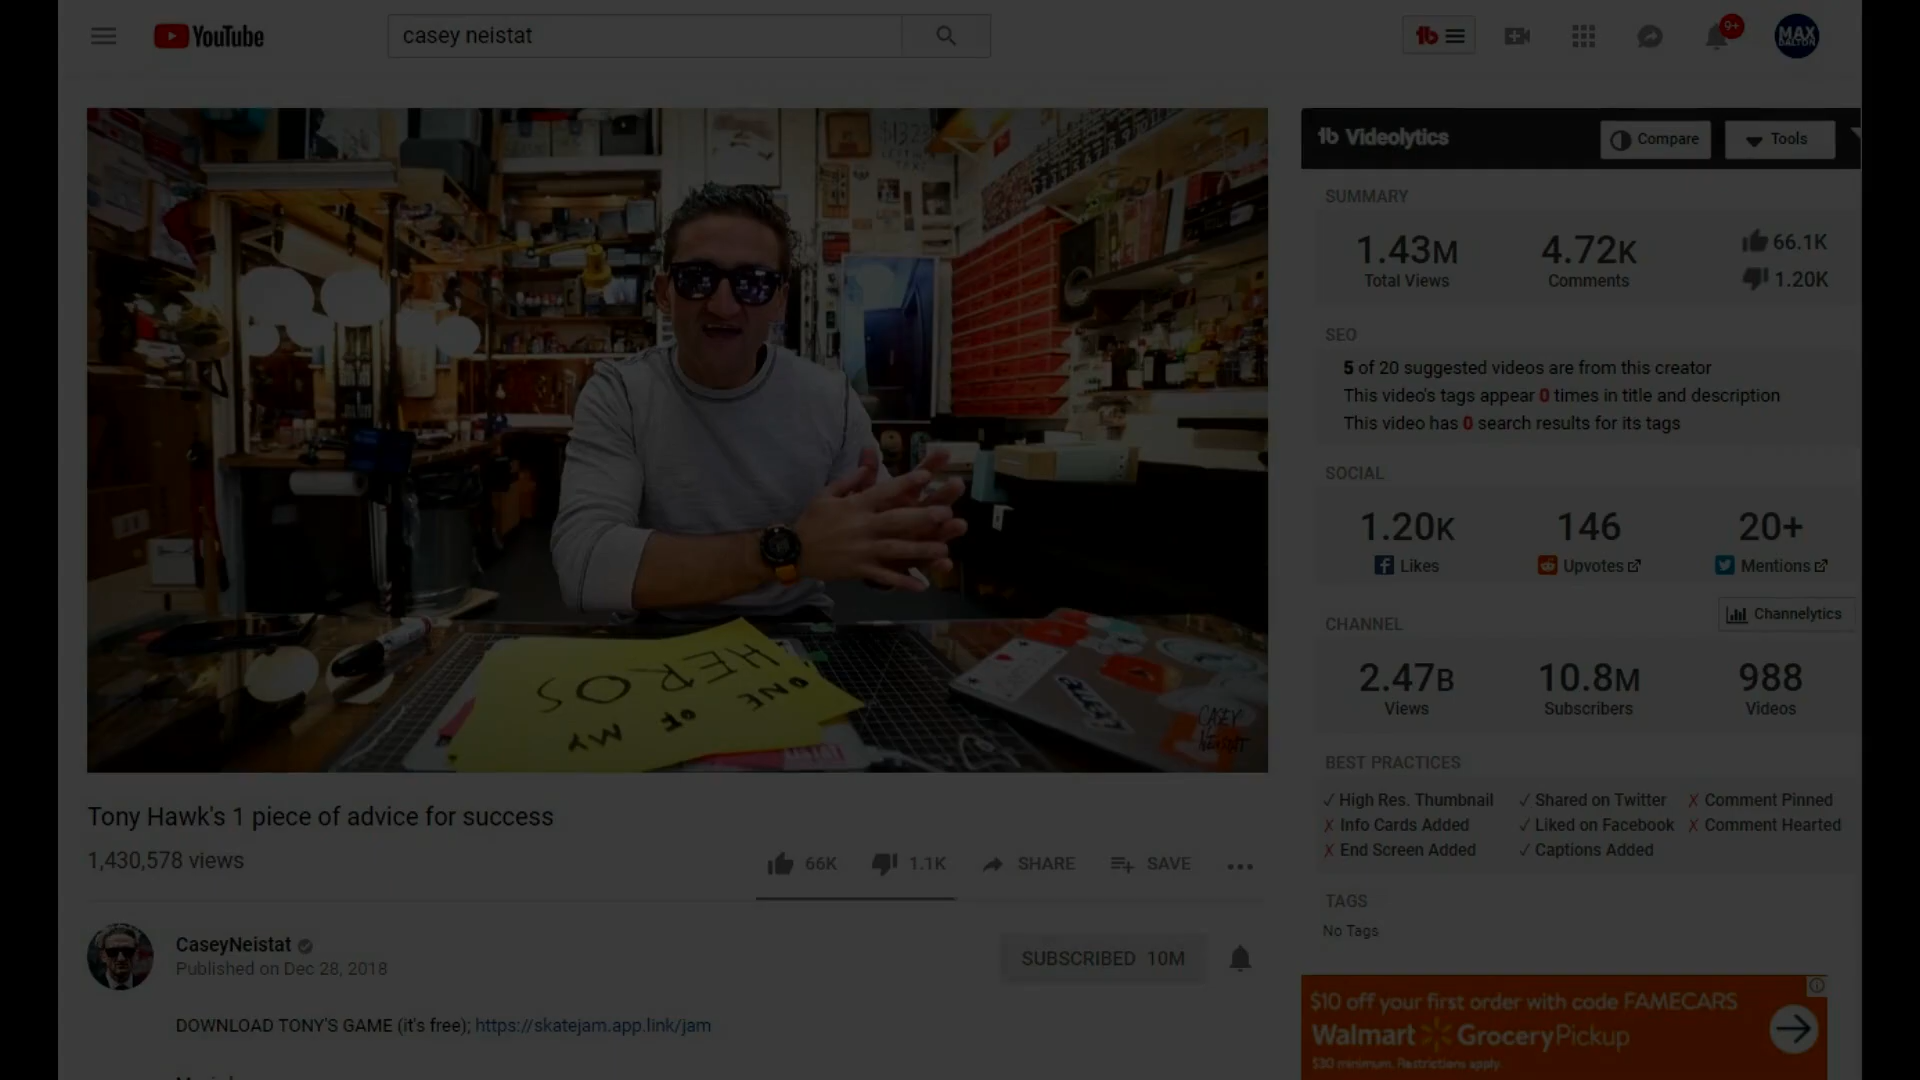 YouTube
casey neistat
9+
MAX
DALTON
$1323
HEROS
ONE
OF
MY
CASEY
NEISTAT
Tony Hawk's 1 piece of advice for success
1,430,578 views
66K
1.1K
SHARE
SAVE
CaseyNeistat
Published on Dec 28, 2018
SUBSCRIBED 10M
DOWNLOAD TONY'S GAME (it's free); https://skatejam.app.link/jam
Videolytics
Compare
Tools
SUMMARY
1.43M
Total Views
4.72K
Comments
66.1K
1.20K
SEO
5 of 20 suggested videos are from this creator
This video's tags appear 0 times in title and description
This video has 0 search results for its tags
SOCIAL
1.20K
Likes
146
Upvotes
20+
Mentions
CHANNEL
Channelytics
2.47B
Views
10.8M
Subscribers
988
Videos
BEST PRACTICES
✓ High Res. Thumbnail ✓ Shared on Twitter ✗ Comment Pinned
✗ Info Cards Added ✓ Liked on Facebook ✗ Comment Hearted
✗ End Screen Added ✓ Captions Added
TAGS
No Tags
$10 off your first order with code FAMECARS
Walmart GroceryPickup
$30 minimum. Restrictions apply.